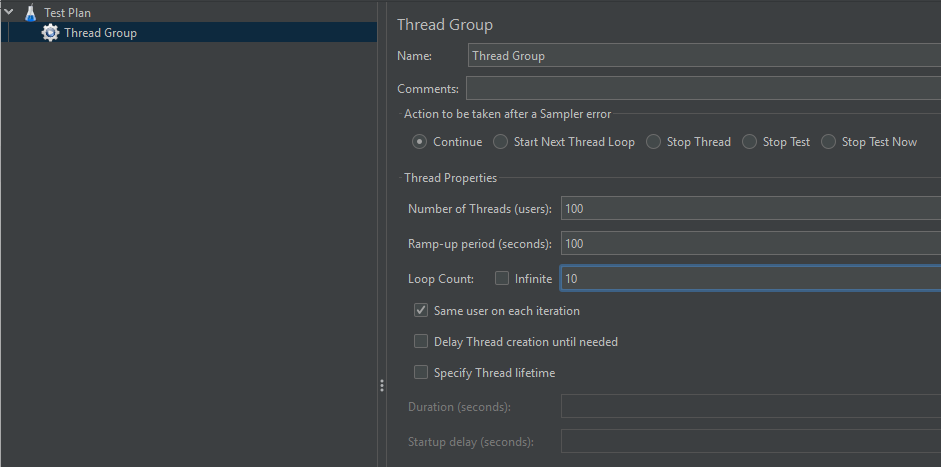 Test Plan
Thread Group
Thread Group
Name: Thread Group
Comments:
Action to be taken after a Sampler error
Continue Start Next Thread Loop Stop Thread Stop Test Stop Test Now
Thread Properties
Number of Threads (users): 100
Ramp-up period (seconds): 100
Loop Count: Infinite 10
Same user on each iteration
Delay Thread creation until needed
Specify Thread lifetime
Duration (seconds):
Startup delay (seconds):